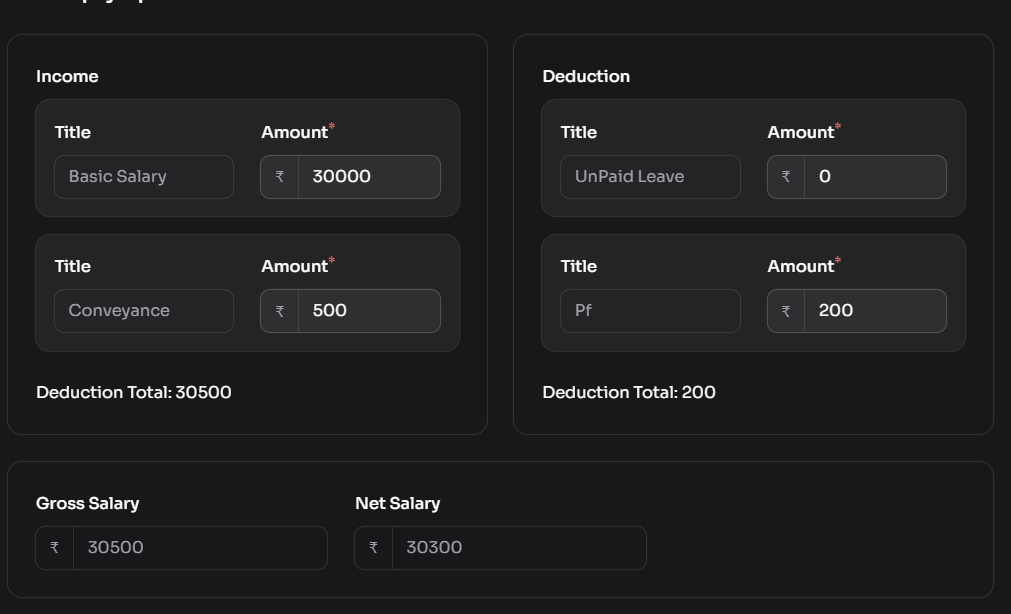 Income
Title Amount*
Basic Salary ₹ 30000
Title Amount*
Conveyance ₹ 500
Deduction Total: 30500
Deduction
Title Amount*
UnPaid Leave ₹ 0
Title Amount*
Pf ₹ 200
Deduction Total: 200
Gross Salary Net Salary
₹ 30500 ₹ 30300